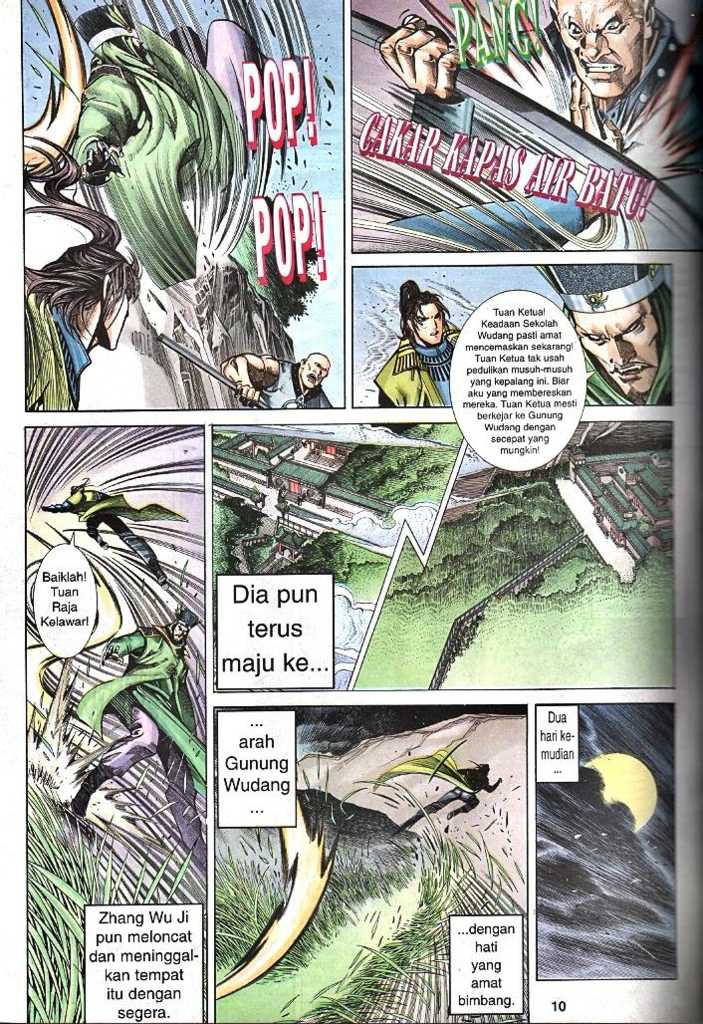 POP!
POP!
PANG!
CAKAR KAPAS AIR BATU!
Tuan Ketua!
Keadaan Sekolah
Wudang pasti amat
mencemaskan sekarang!
Tuan Ketua tak usah
pedulikan musuh-musuh
yang kepalang ini. Biar
aku yang membereskan
mereka. Tuan Ketua mesti
berkejar ke Gunung
Wudang dengan
secepat yang
mungkin!
Baiklah!
Tuan
Raja
Kelawar!
Zhang Wu Ji
pun meloncat
dan meninggal-
kan tempat
itu dengan
segera.
Dia pun
terus
maju ke...
...
arah
Gunung
Wudang
...
...dengan
hati
yang
amat
bimbang.
Dua
hari ke-
mudian
...
10